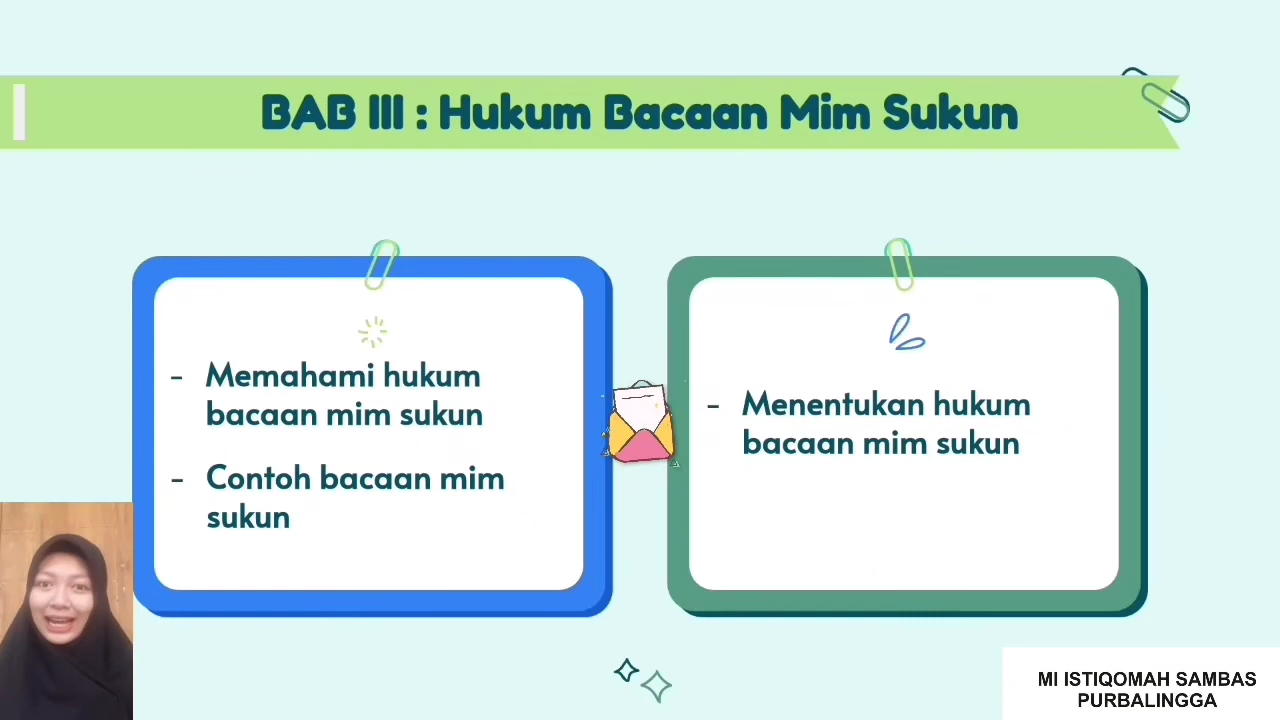 BAB III : Hukum Bacaan Mim Sukun
- Memahami hukum
bacaan mim sukun
- Contoh bacaan mim
sukun
- Menentukan hukum
bacaan mim sukun
MI ISTIQOMAH SAMBAS
PURBALINGGA